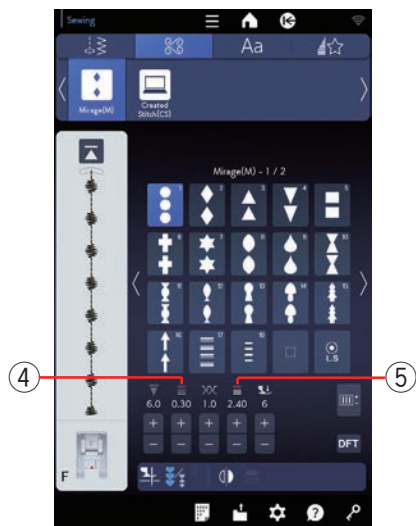 Sewing
Aa
Mirage(M)
Created
Stitch(CS)
Mirage(M) - 1 / 2
1 2 3 4 5
6 7 8 9 10
11 12 13 14 15
16 17 18 L.S
④ ⑤
6.0 0.30 1.0 2.40 6
+ + + + +
− − − − −
DFT
F
?